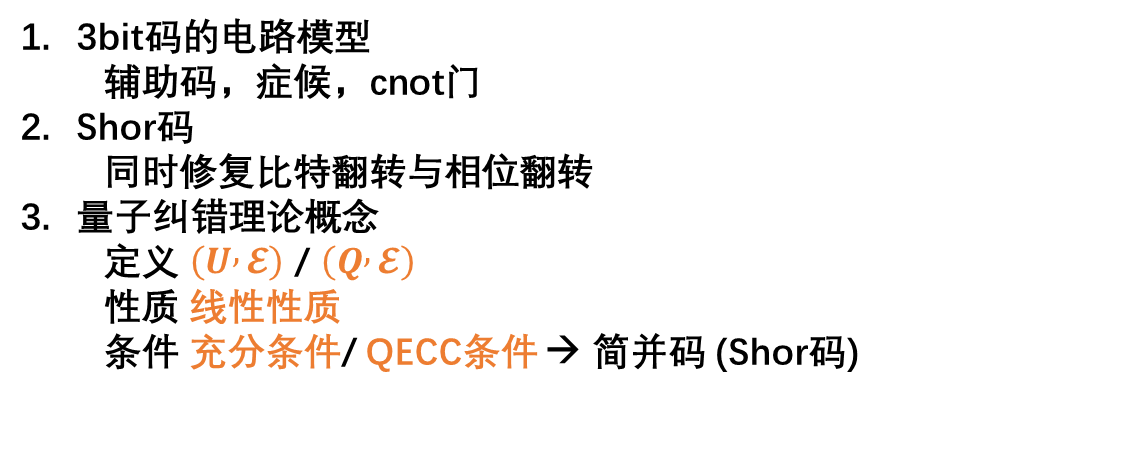 1. 3bit码的电路模型
辅助码，症候，cnot门
2. Shor码
同时修复比特翻转与相位翻转
3. 量子纠错理论概念
定义 (U, ℰ) / (Q, ℰ)
性质 线性性质
条件 充分条件/ QECC条件 → 简并码 (Shor码)